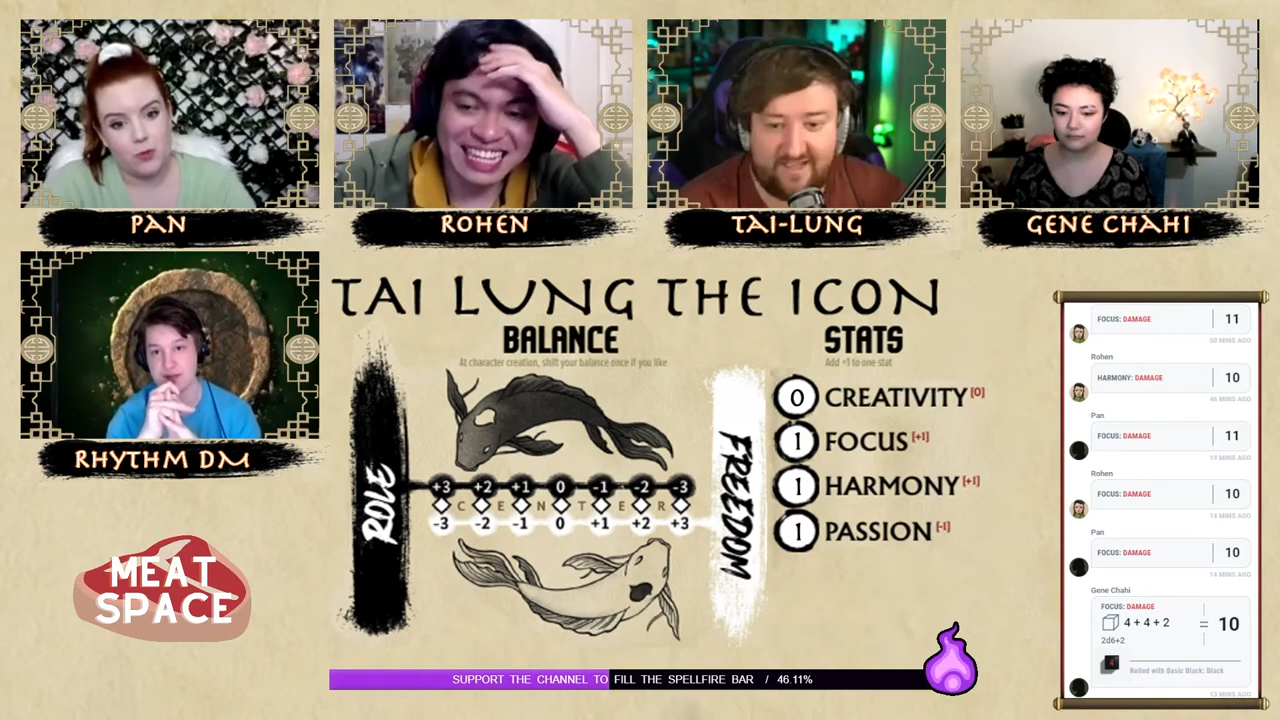 PAN
ROHEN
TAI-LUNG
GENE CHAHI
RHYTHM DM
TAI LUNG THE ICON
BALANCE
At character creation, shift your balance once if you like
ROLE
+3 +2 +1 0 -1 -2 -3
C E N T E R
-3 -2 -1 0 +1 +2 +3
FREEDOM
STATS
Add +1 to one stat
0 CREATIVITY [0]
1 FOCUS [+1]
1 HARMONY [+1]
1 PASSION [-1]
MEAT
SPACE
SUPPORT THE CHANNEL TO FILL THE SPELLFIRE BAR / 46.11%
FOCUS: DAMAGE 11
50 MINS AGO
Rohen
HARMONY: DAMAGE 10
46 MINS AGO
Pan
FOCUS: DAMAGE 11
19 MINS AGO
Rohen
FOCUS: DAMAGE 10
14 MINS AGO
Pan
FOCUS: DAMAGE 10
14 MINS AGO
Gene Chahi
FOCUS: DAMAGE
4 + 4 + 2 = 10
2d6+2
4
Rolled with Basic Black: Black
13 MINS AGO